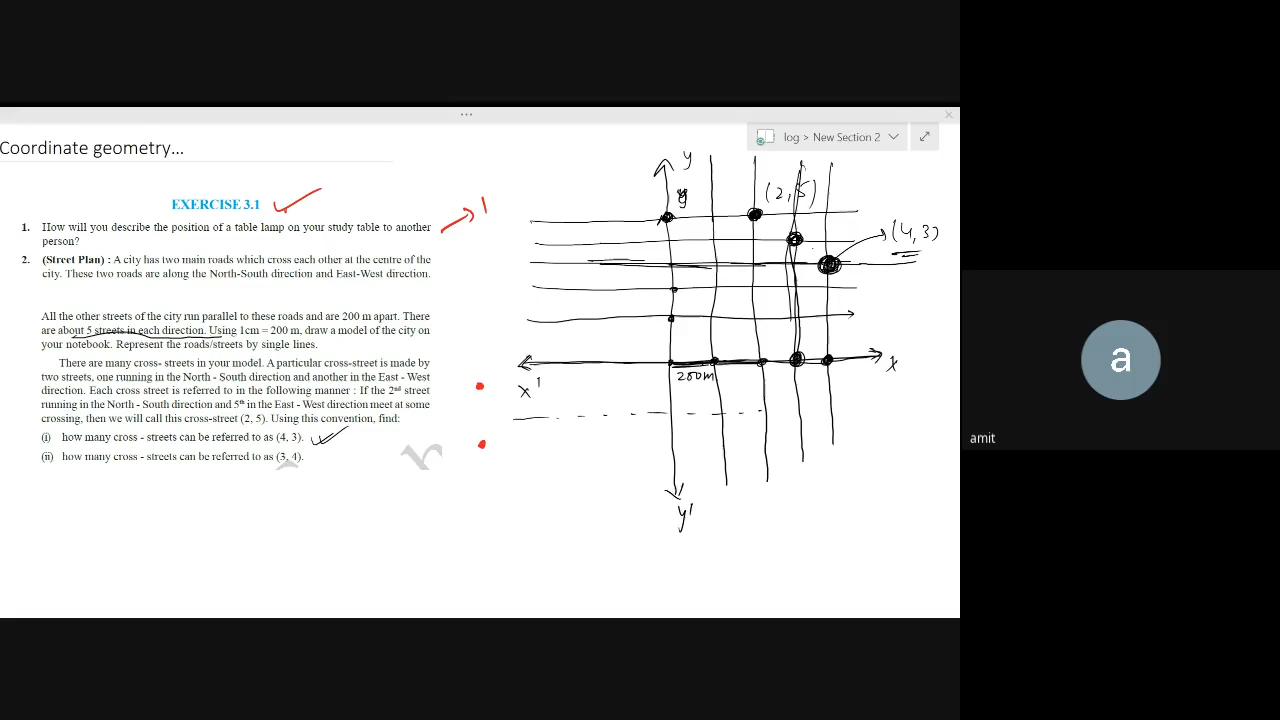 log > New Section 2
Coordinate geometry...
EXERCISE 3.1
1
1. How will you describe the position of a table lamp on your study table to another
person?
2. (Street Plan) : A city has two main roads which cross each other at the centre of the
city. These two roads are along the North-South direction and East-West direction.
All the other streets of the city run parallel to these roads and are 200 m apart. There
are about 5 streets in each direction. Using 1cm = 200 m, draw a model of the city on
your notebook. Represent the roads/streets by single lines.
There are many cross- streets in your model. A particular cross-street is made by
two streets, one running in the North - South direction and another in the East - West
direction. Each cross street is referred to in the following manner : If the 2nd street
running in the North - South direction and 5th in the East - West direction meet at some
crossing, then we will call this cross-street (2, 5). Using this convention, find:
(i) how many cross - streets can be referred to as (4, 3).
(ii) how many cross - streets can be referred to as (3, 4).
y
(2, 5)
(4, 3)
x
200m
x'
y'
a
amit